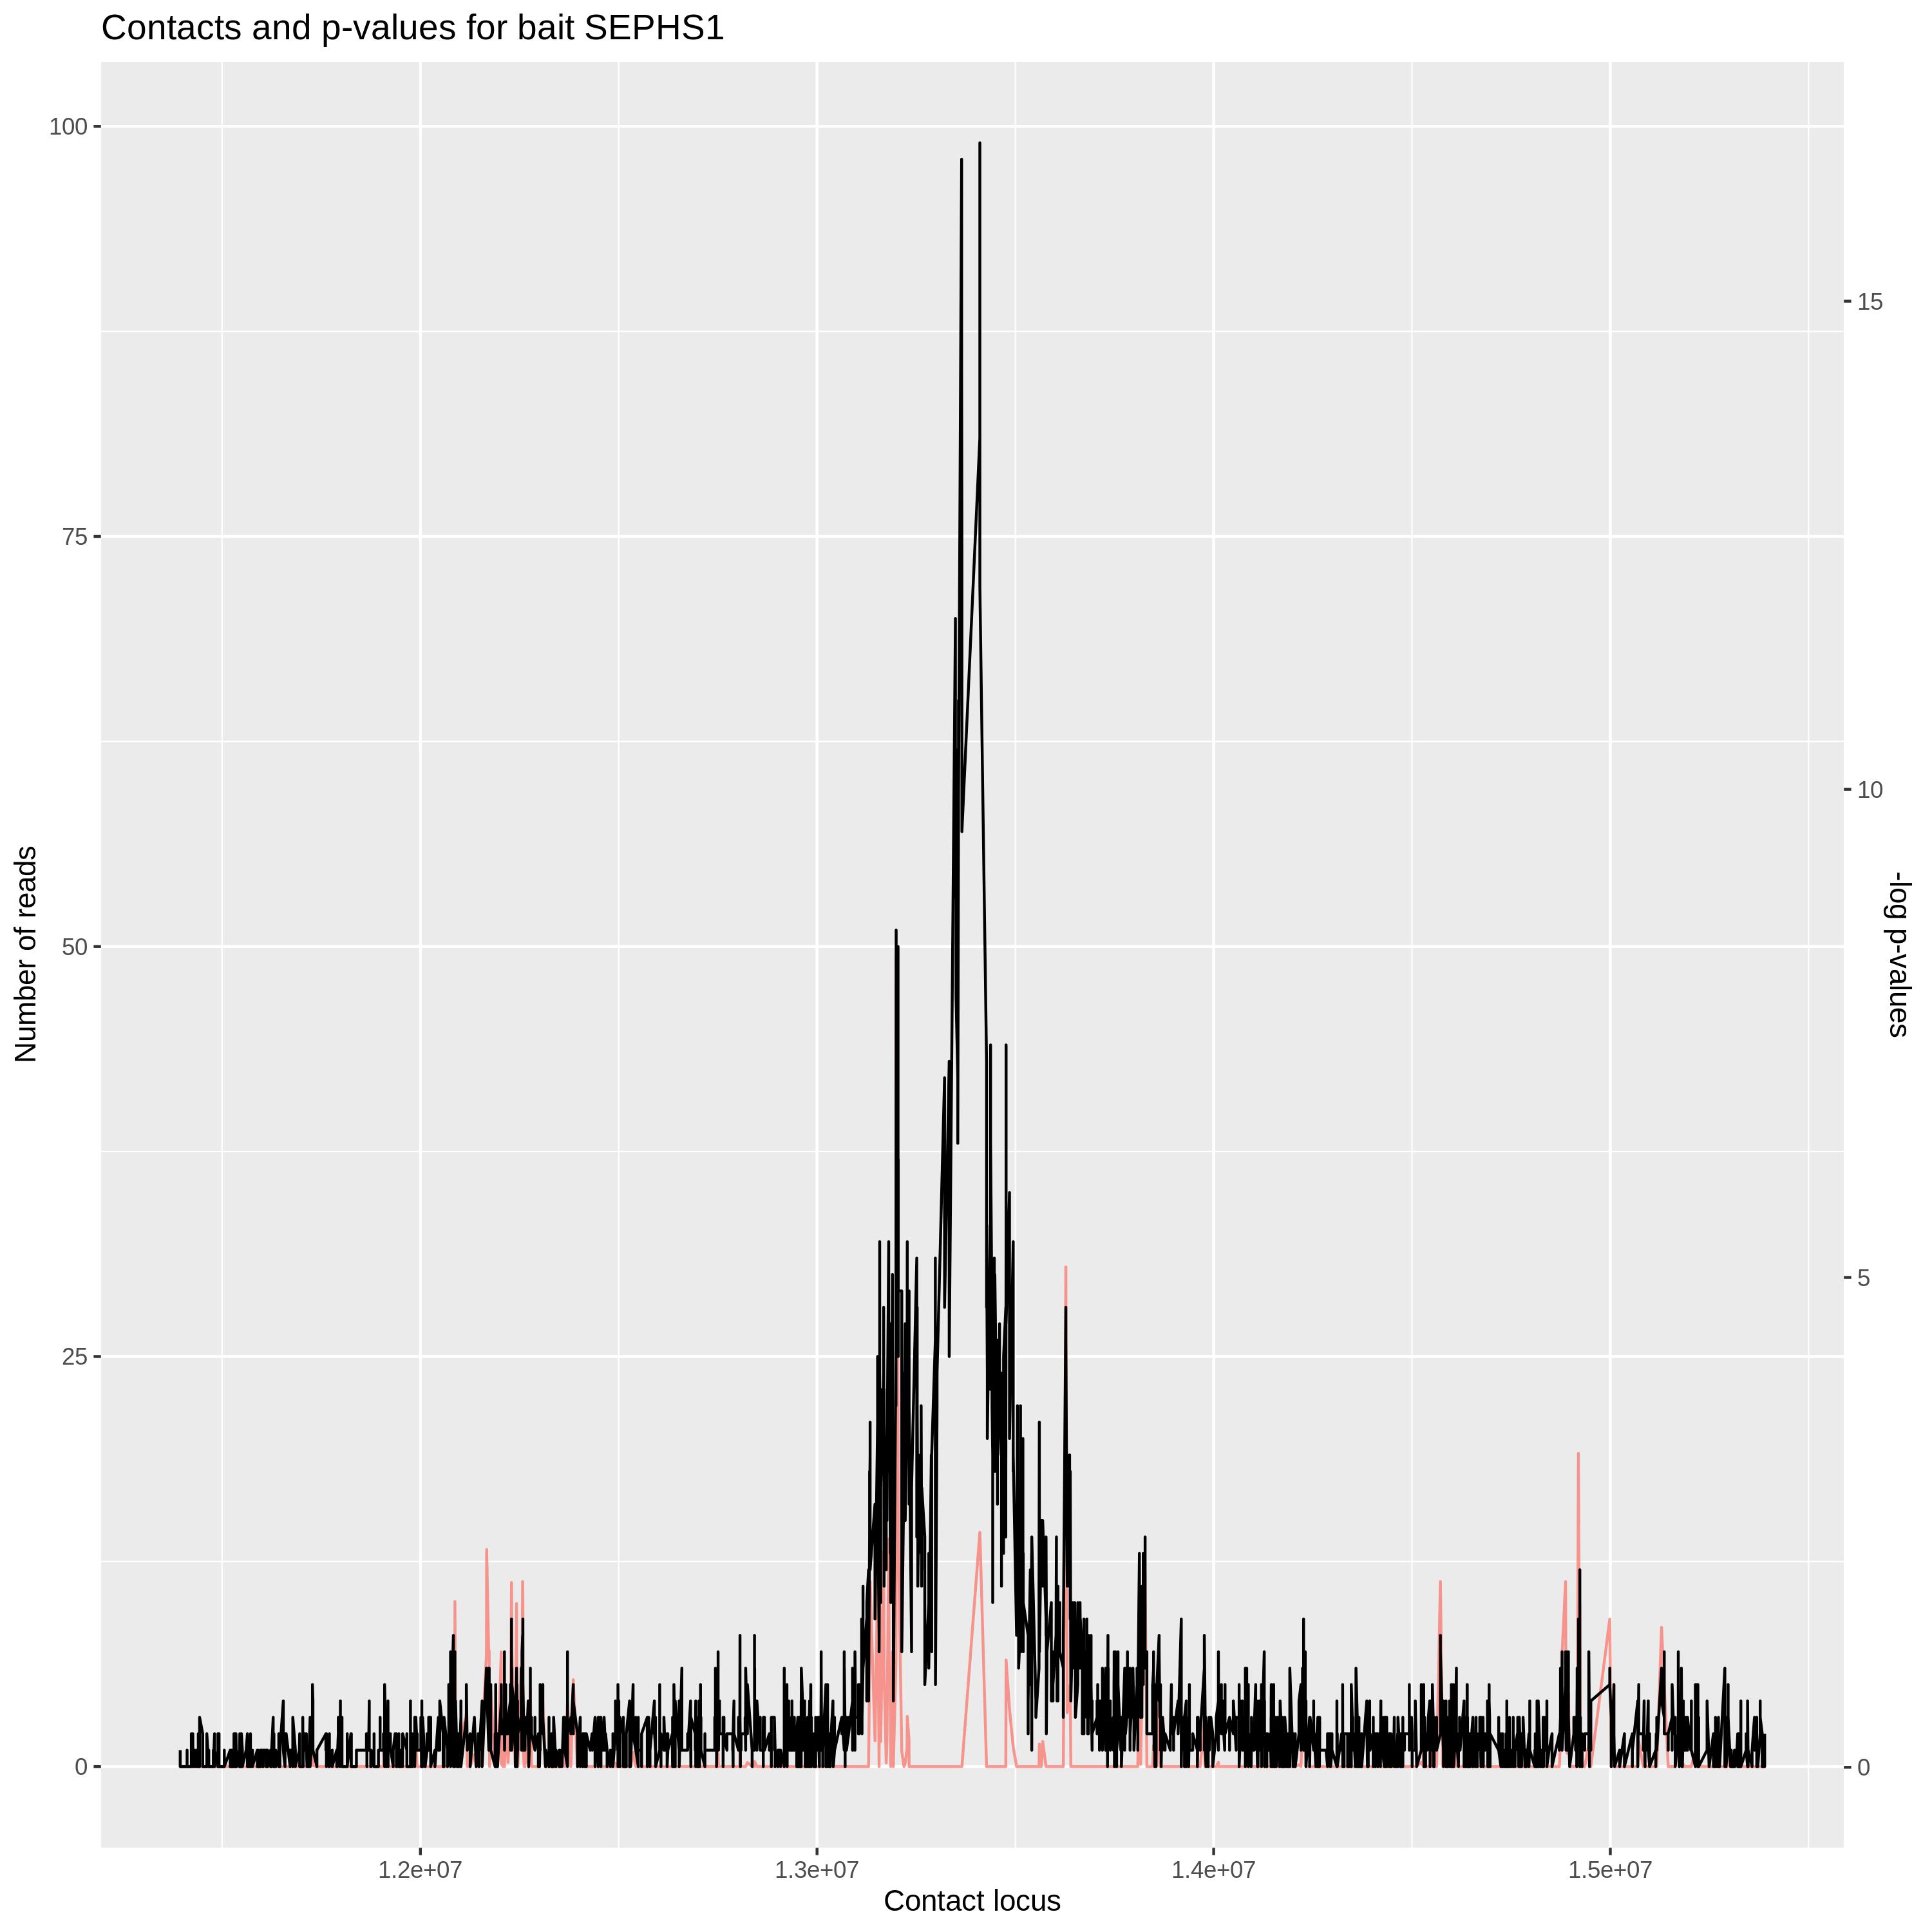 Contacts and p-values for bait SEPHS1
100
75
50
25
0
15
10
5
0
Number of reads
-log p-values
1.2e+07
1.3e+07
1.4e+07
1.5e+07
Contact locus